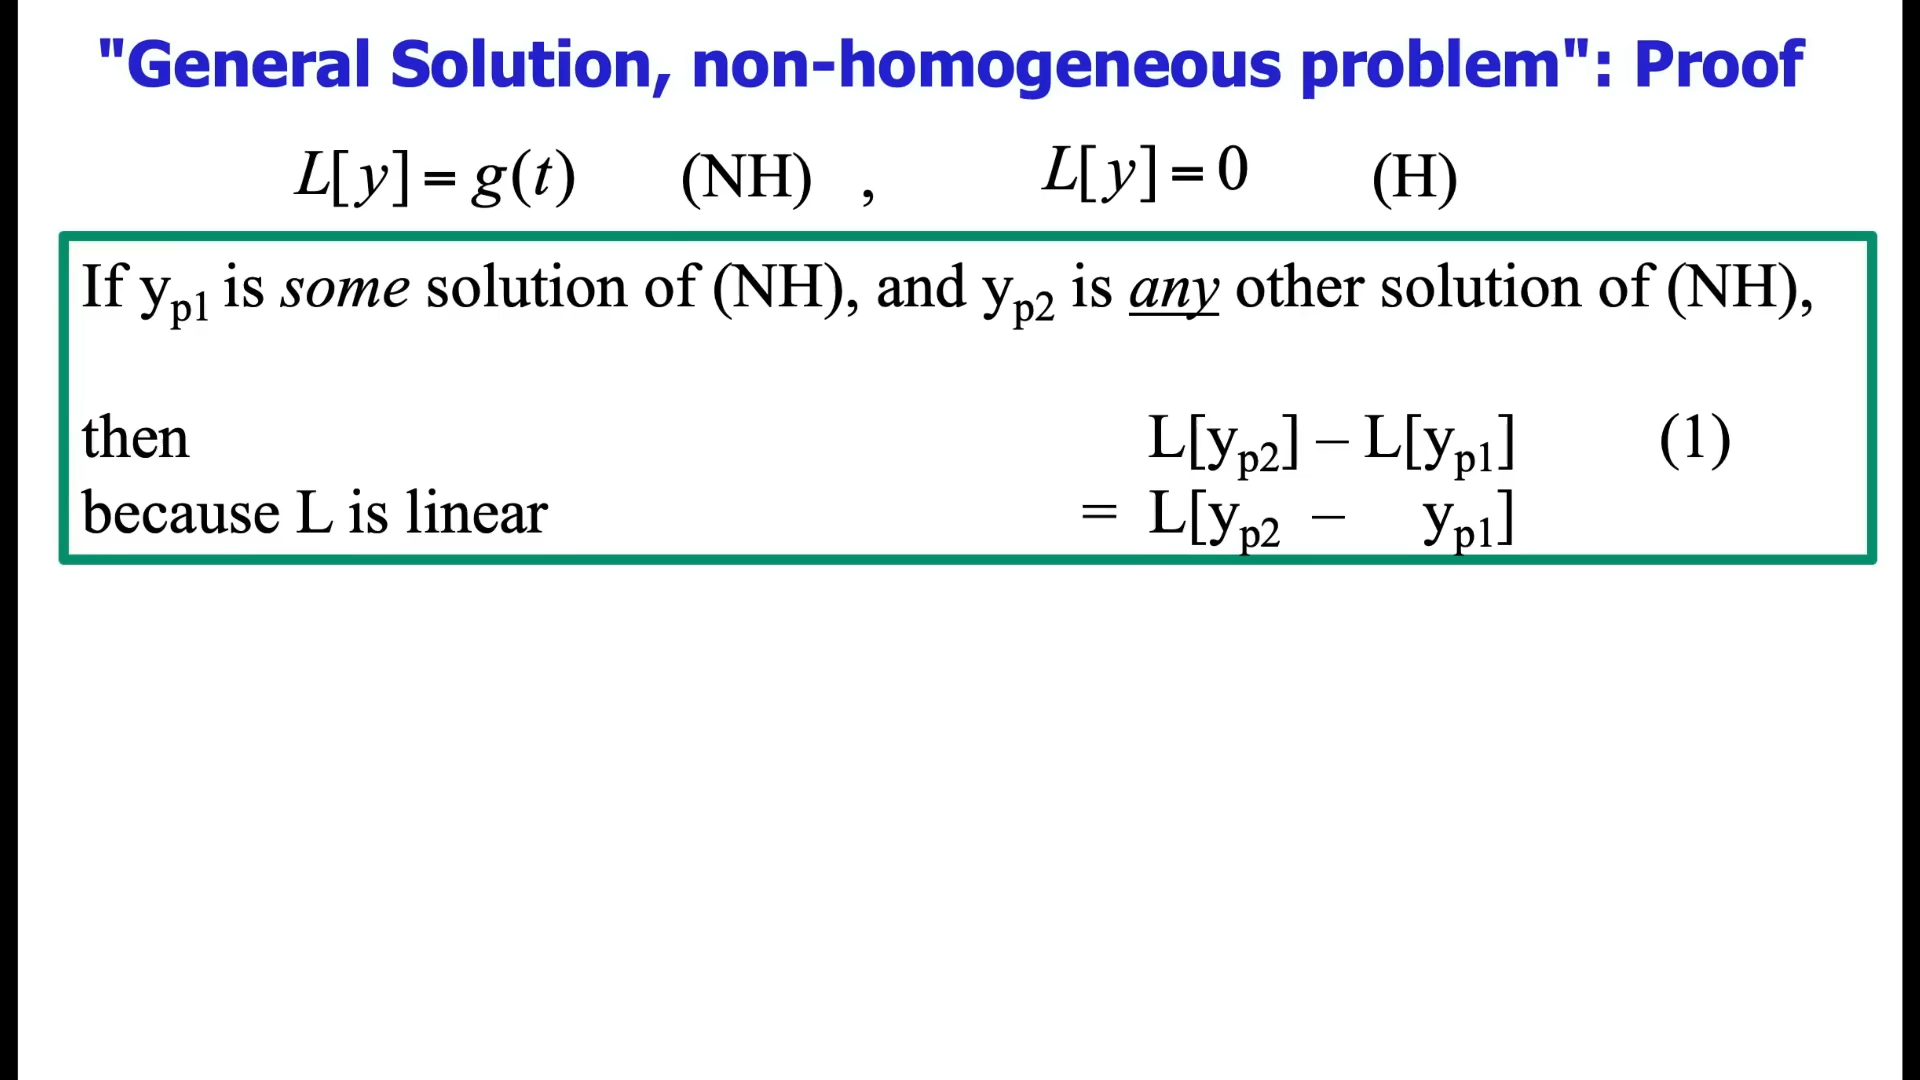 "General Solution, non-homogeneous problem": Proof
L[y] = g(t) (NH) , L[y] = 0 (H)
If yp1 is some solution of (NH), and yp2 is any other solution of (NH),
then L[yp2] – L[yp1] (1)
because L is linear = L[yp2 – yp1]